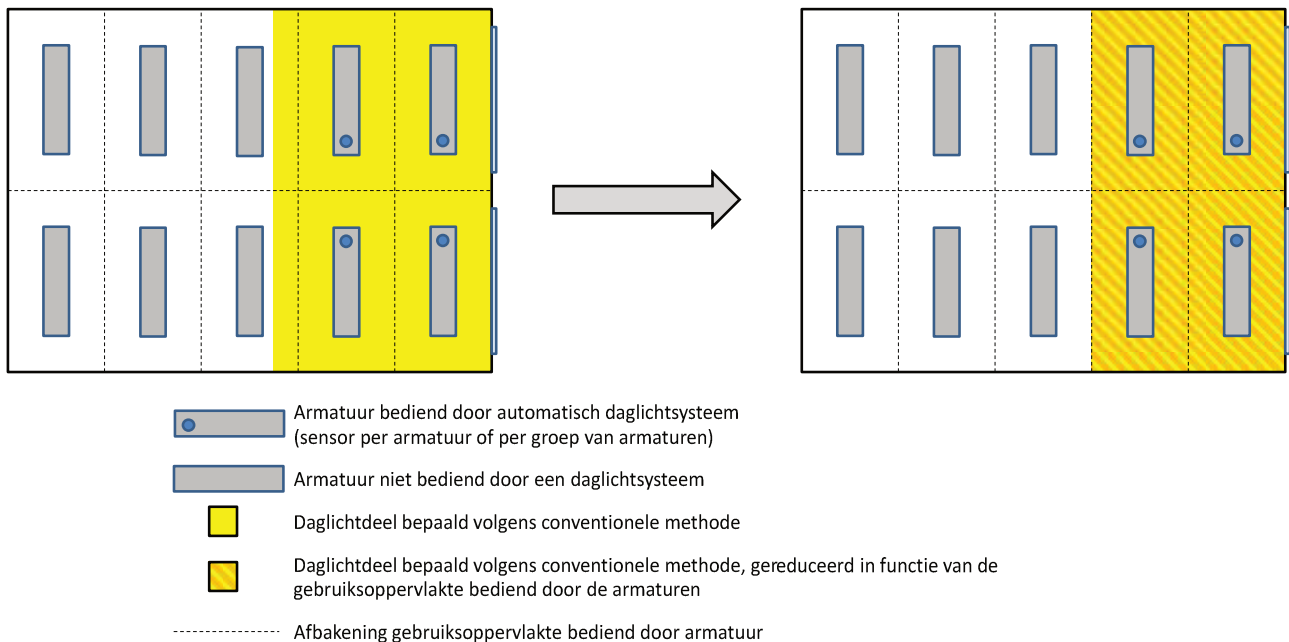 Armatuur bediend door automatisch daglichtsysteem
(sensor per armatuur of per groep van armaturen)
Armatuur niet bediend door een daglichtsysteem
Daglichtdeel bepaald volgens conventionele methode
Daglichtdeel bepaald volgens conventionele methode, gereduceerd in functie van de
gebruiksoppervlakte bediend door de armaturen
Afbakening gebruiksoppervlakte bediend door armatuur